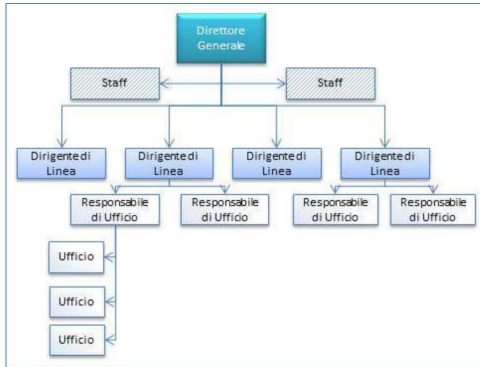 Direttore
Generale
Staff
Staff
Dirigente di
Linea
Dirigente di
Linea
Dirigente di
Linea
Dirigente di
Linea
Responsabile
di Ufficio
Responsabile
di Ufficio
Responsabile
di Ufficio
Responsabile
di Ufficio
Ufficio
Ufficio
Ufficio